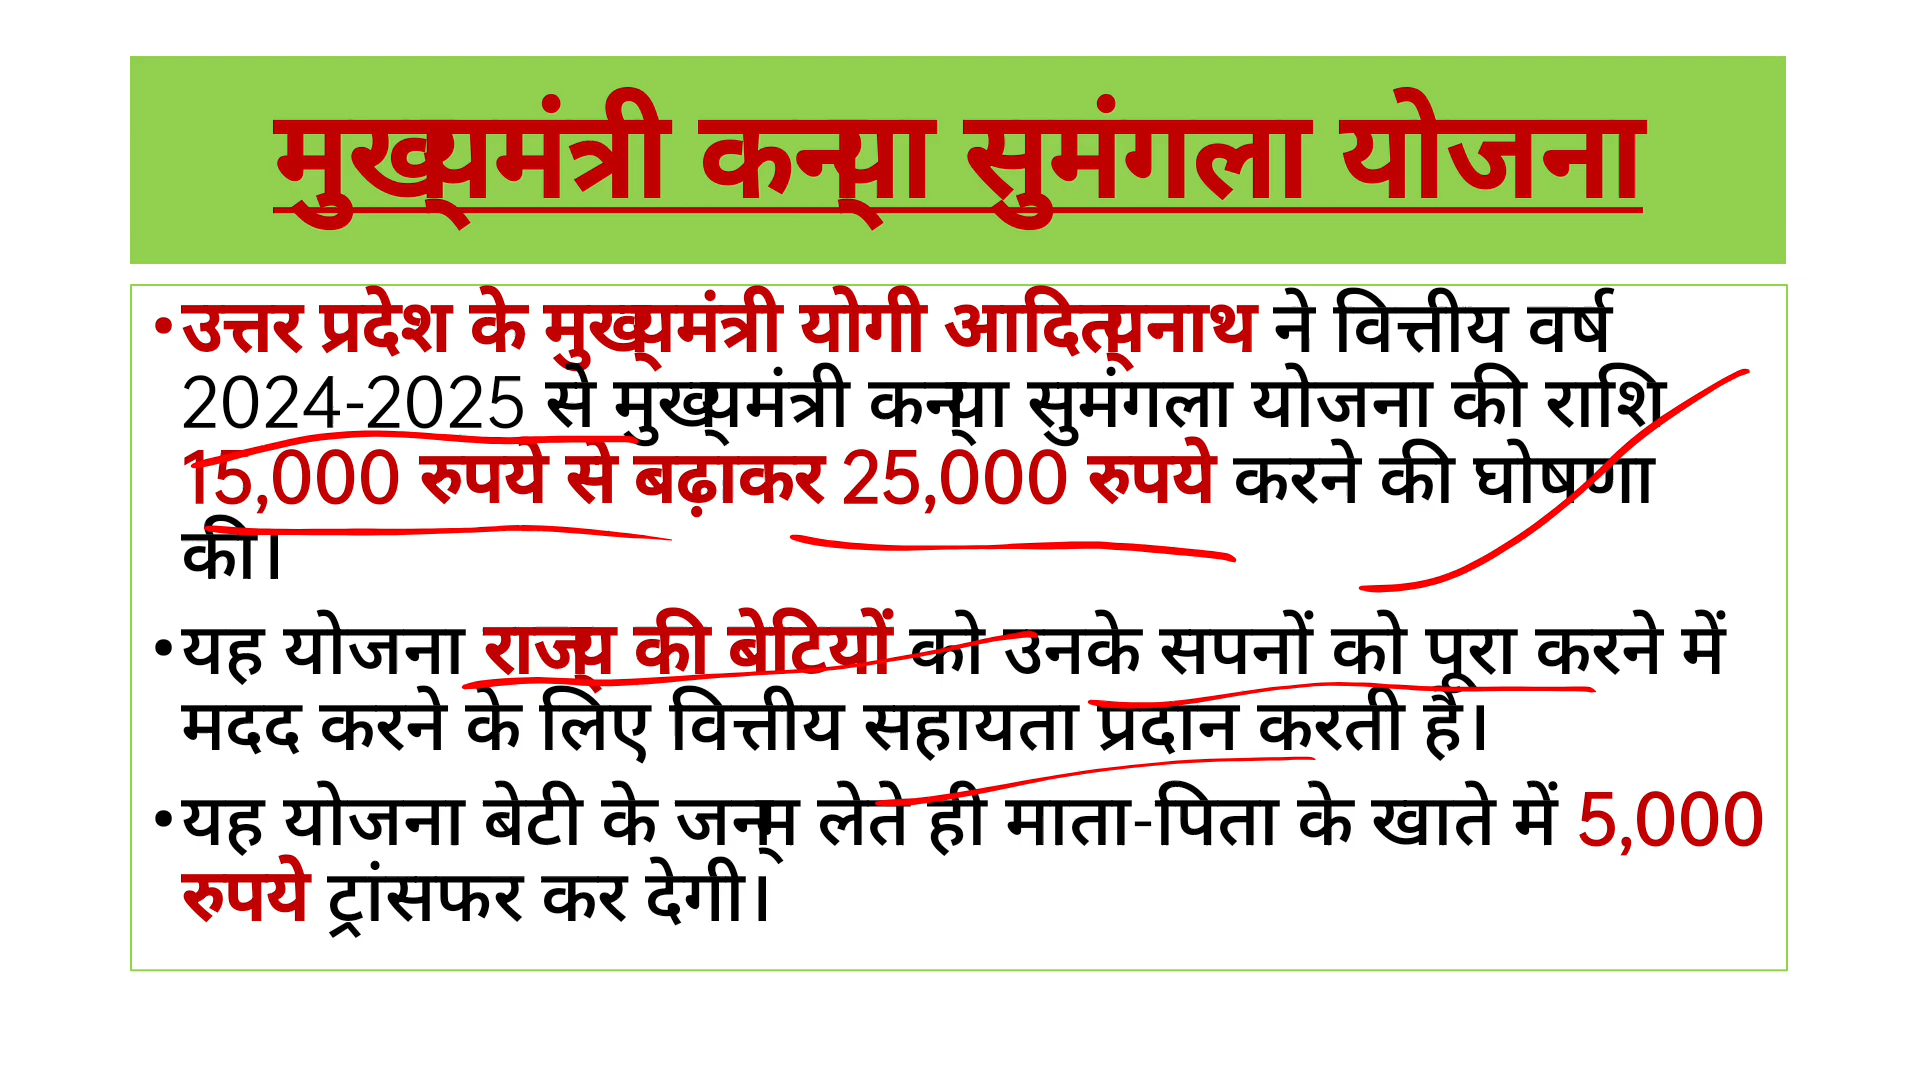 मुख्यमंत्री कन्या सुमंगला योजना
•उत्तर प्रदेश के मुख्यमंत्री योगी आदित्यनाथ ने वित्तीय वर्ष
2024-2025 से मुख्यमंत्री कन्या सुमंगला योजना की राशि
15,000 रुपये से बढ़ाकर 25,000 रुपये करने की घोषणा
की।
•यह योजना राज्य की बेटियों को उनके सपनों को पूरा करने में
मदद करने के लिए वित्तीय सहायता प्रदान करती है।
•यह योजना बेटी के जन्म लेते ही माता-पिता के खाते में 5,000
रुपये ट्रांसफर कर देगी।